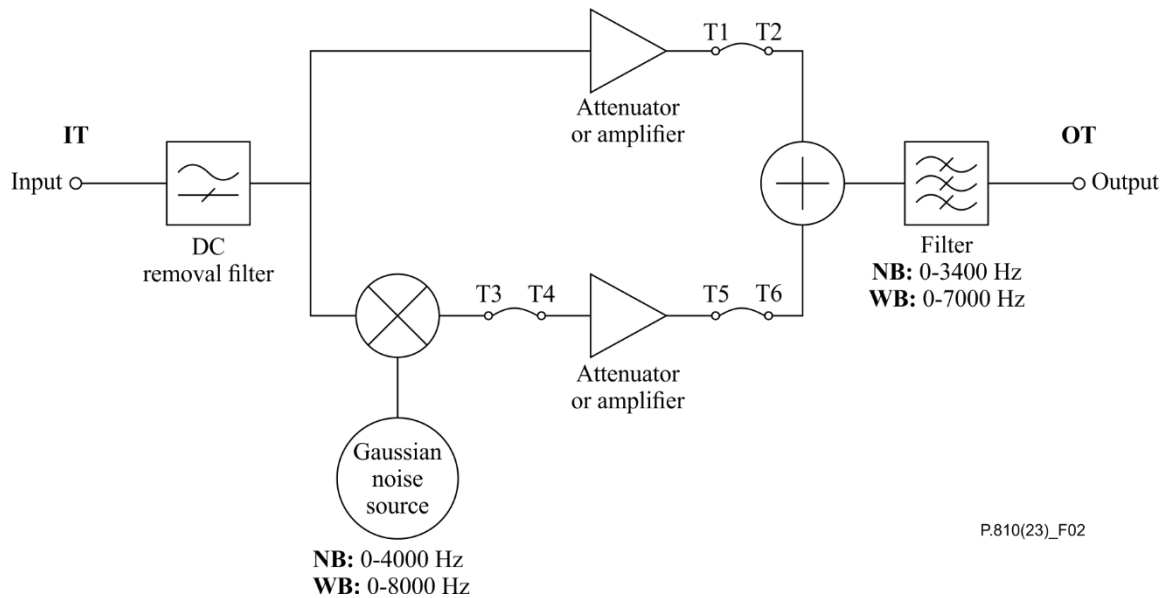 T1 T2
Attenuator
or amplifier
IT
OT
Input
Output
DC
removal filter
Filter
NB: 0-3400 Hz
WB: 0-7000 Hz
T3 T4
T5 T6
Attenuator
or amplifier
Gaussian
noise
source
NB: 0-4000 Hz
WB: 0-8000 Hz
P.810(23)_F02